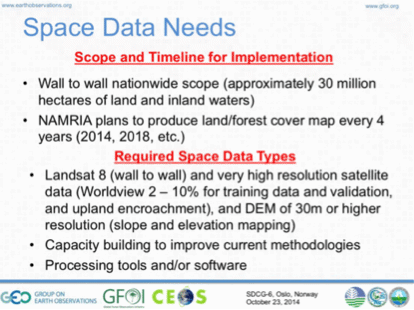 www.earthobservations.org
www.gfoi.org
Space Data Needs
Scope and Timeline for Implementation
• Wall to wall nationwide scope (approximately 30 million
hectares of land and inland waters)
• NAMRIA plans to produce land/forest cover map every 4
years (2014, 2018, etc.)
Required Space Data Types
• Landsat 8 (wall to wall) and very high resolution satellite
data (Worldview 2 – 10% for training data and validation,
and upland encroachment), and DEM of 30m or higher
resolution (slope and elevation mapping)
• Capacity building to improve current methodologies
• Processing tools and/or software
GEO GROUP ON
EARTH OBSERVATIONS
GFOI
CEOS
SDCG-6, Oslo, Norway
October 23, 2014